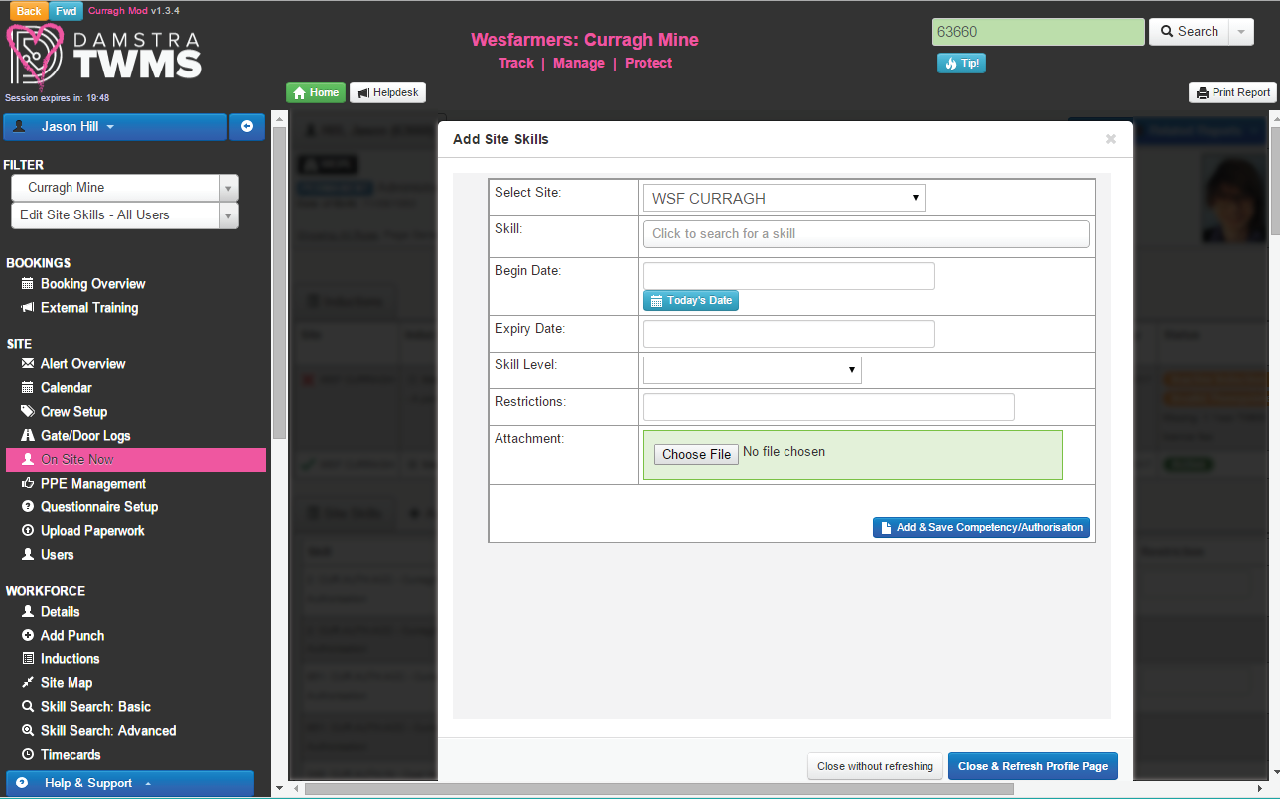 Back Fwd Curragh Mod v1.3.4
DAMSTRA
TWMS
Session expires in: 19:48
Wesfarmers: Curragh Mine
Track | Manage | Protect
63660
Search
Tip!
Home
Helpdesk
Print Report
Jason Hill
FILTER
Curragh Mine
Edit Site Skills - All Users
BOOKINGS
Booking Overview
External Training
SITE
Alert Overview
Calendar
Crew Setup
Gate/Door Logs
On Site Now
PPE Management
Questionnaire Setup
Upload Paperwork
Users
WORKFORCE
Details
Add Punch
Inductions
Site Map
Skill Search: Basic
Skill Search: Advanced
Timecards
Help & Support
Add Site Skills
Select Site:
WSF CURRAGH
Skill:
Click to search for a skill
Begin Date:
Today's Date
Expiry Date:
Skill Level:
Restrictions:
Attachment:
Choose File No file chosen
Add & Save Competency/Authorisaton
Close without refreshing
Close & Refresh Profile Page